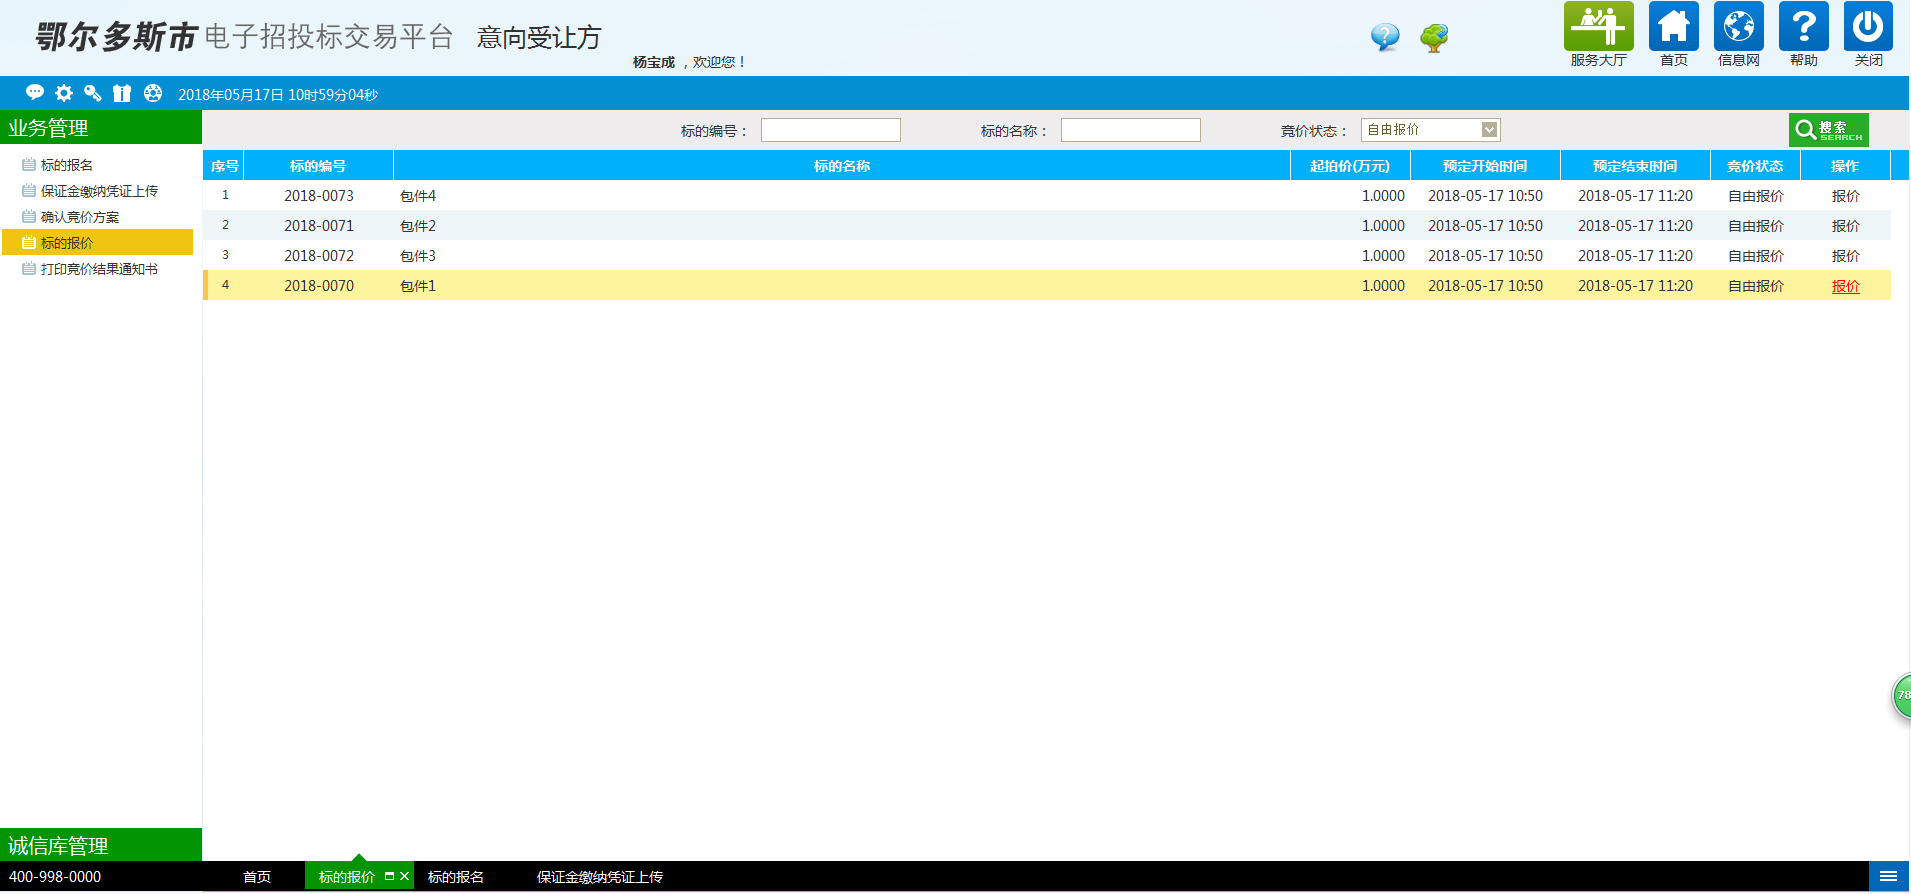 鄂尔多斯市 电子招投标交易平台 意向受让方
杨宝成 ，欢迎您！
服务大厅 首页 信息网 帮助 关闭
2018年05月17日 10时59分04秒
业务管理
标的报名
保证金缴纳凭证上传
确认竞价方案
标的报价
打印竞价结果通知书
标的编号： 标的名称： 竞价状态： 自由报价 搜索 SEARCH
序号 标的编号 标的名称 起拍价(万元) 预定开始时间 预定结束时间 竞价状态 操作
1 2018-0073 包件4 1.0000 2018-05-17 10:50 2018-05-17 11:20 自由报价 报价
2 2018-0071 包件2 1.0000 2018-05-17 10:50 2018-05-17 11:20 自由报价 报价
3 2018-0072 包件3 1.0000 2018-05-17 10:50 2018-05-17 11:20 自由报价 报价
4 2018-0070 包件1 1.0000 2018-05-17 10:50 2018-05-17 11:20 自由报价 报价
78
诚信库管理
400-998-0000 首页 标的报价 标的报名 保证金缴纳凭证上传